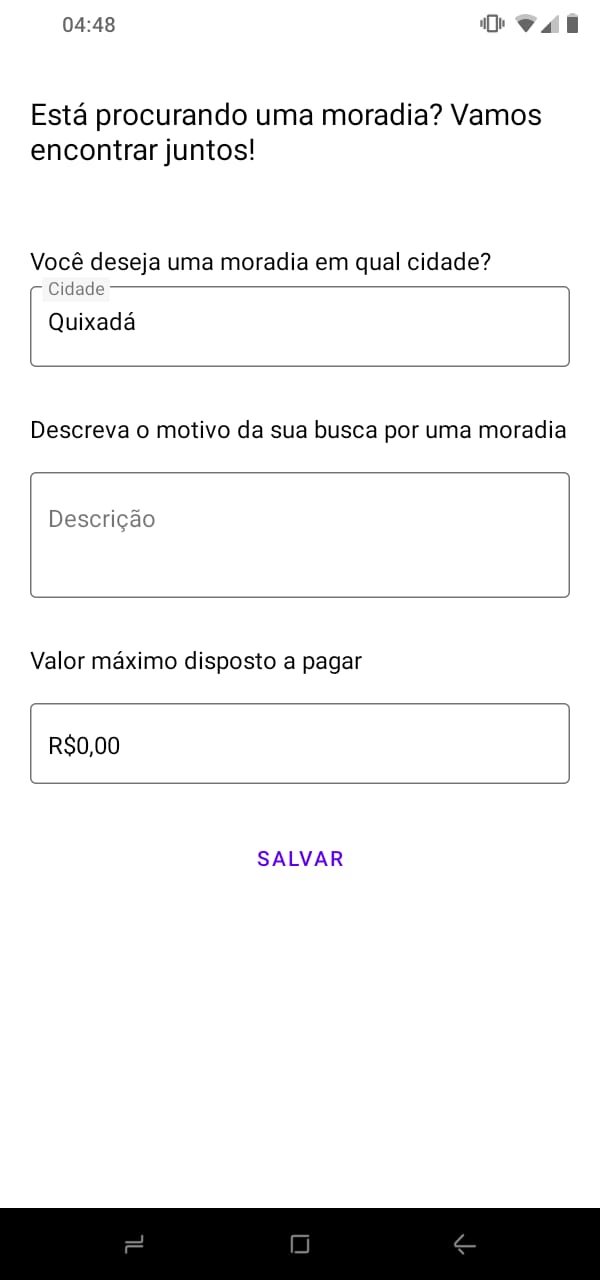 04:48
Está procurando uma moradia? Vamos
encontrar juntos!
Você deseja uma moradia em qual cidade?
Cidade
Quixadá
Descreva o motivo da sua busca por uma moradia
Descrição
Valor máximo disposto a pagar
R$0,00
SALVAR